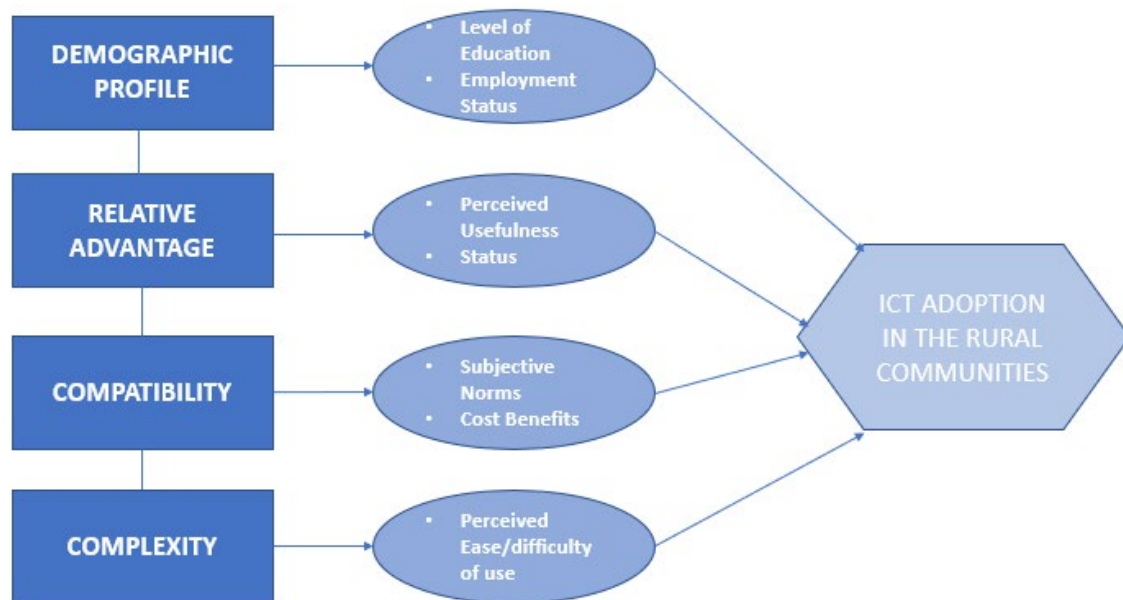 DEMOGRAPHIC
PROFILE
▪ Level of
Education
▪ Employment
Status
RELATIVE
ADVANTAGE
▪ Perceived
Usefulness
▪ Status
ICT ADOPTION
IN THE RURAL
COMMUNITIES
COMPATIBILITY
▪ Subjective
Norms
▪ Cost Benefits
COMPLEXITY
▪ Perceived
Ease/difficulty
of use